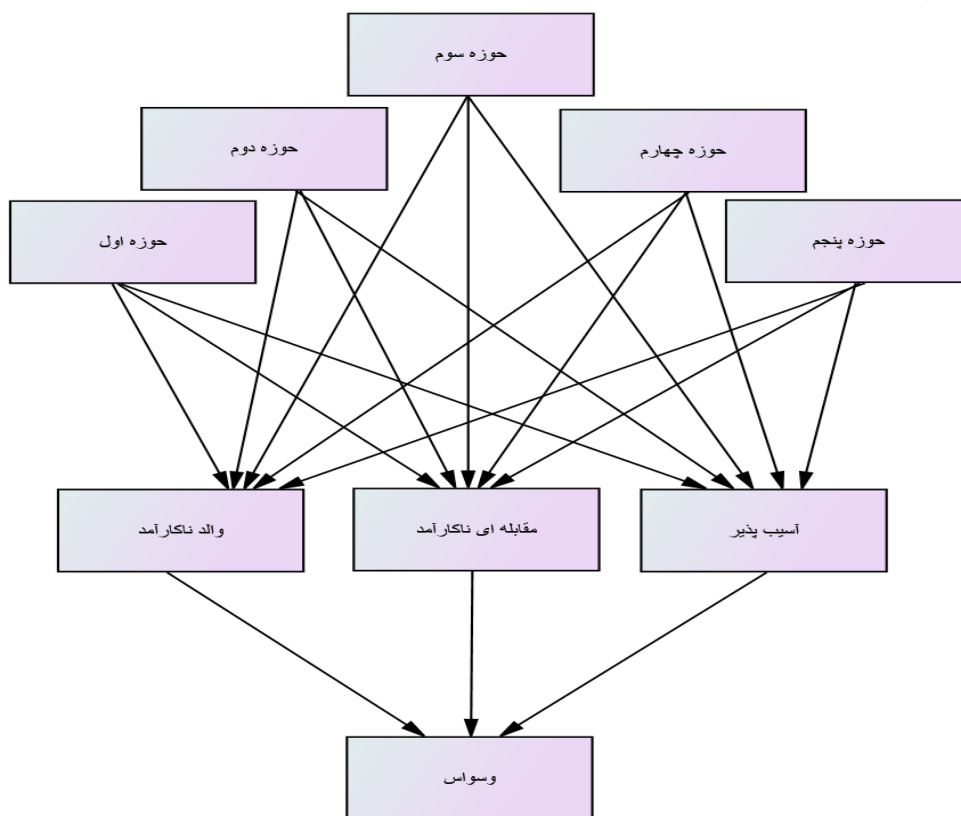 حوزه سوم
حوزه دوم
حوزه چهارم
حوزه اول
حوزه پنجم
والد ناکارآمد
مقابله ای ناکارآمد
آسیب پذیر
وسواس